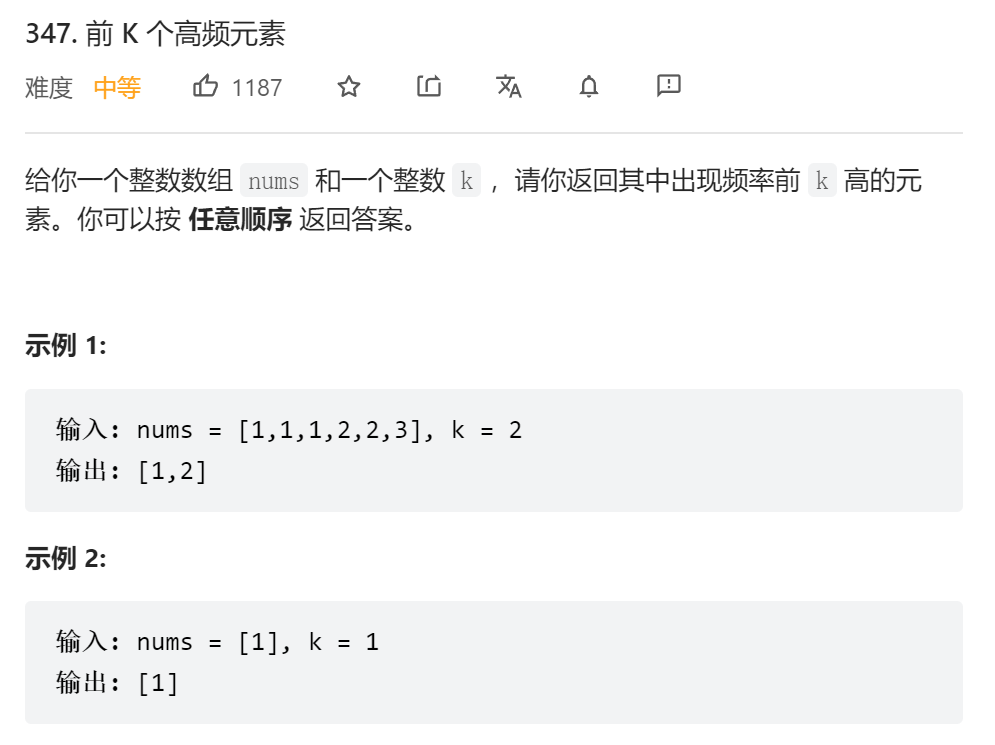 347. 前 K 个高频元素
难度 中等 1187
给你一个整数数组 nums 和一个整数 k ，请你返回其中出现频率前 k 高的元
素。你可以按 任意顺序 返回答案。
示例 1:
输入: nums = [1,1,1,2,2,3], k = 2
输出: [1,2]
示例 2:
输入: nums = [1], k = 1
输出: [1]